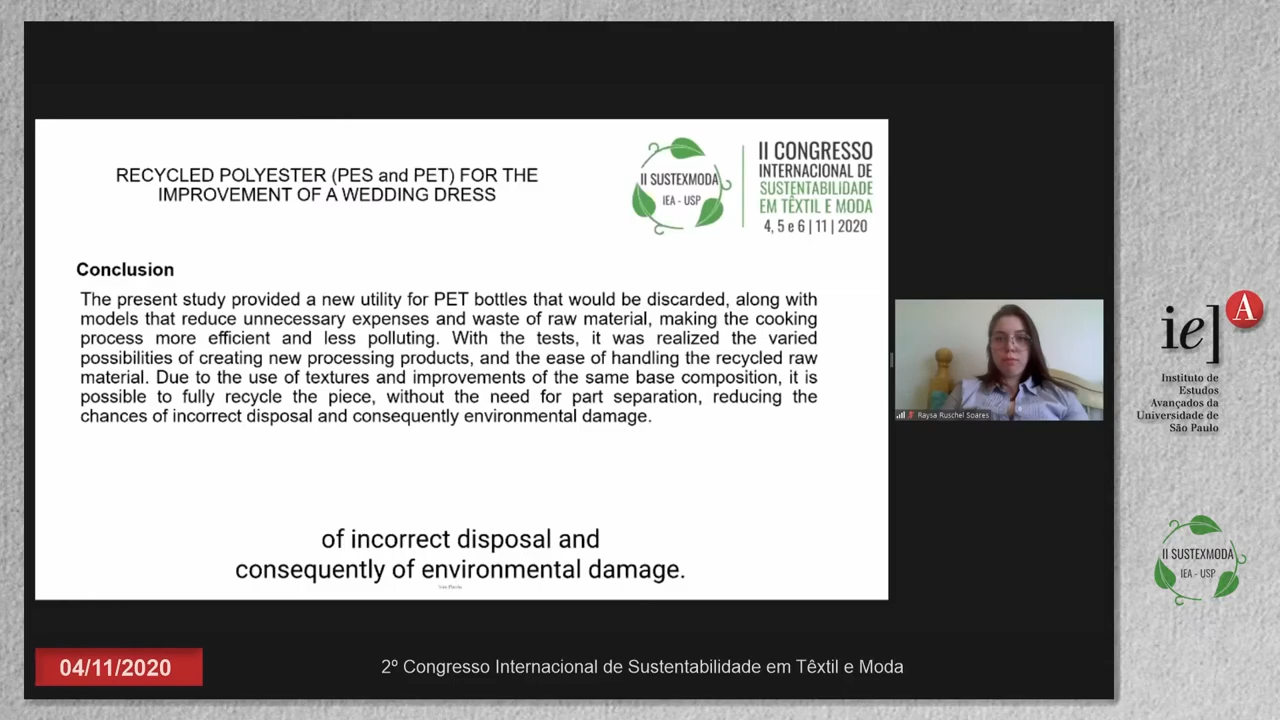 RECYCLED POLYESTER (PES and PET) FOR THE
IMPROVEMENT OF A WEDDING DRESS
II SUSTEXMODA
IEA - USP
II CONGRESSO
INTERNACIONAL DE
SUSTENTABILIDADE
EM TÊXTIL E MODA
4, 5 e 6 | 11 | 2020
Conclusion
The present study provided a new utility for PET bottles that would be discarded, along with
models that reduce unnecessary expenses and waste of raw material, making the cooking
process more efficient and less polluting. With the tests, it was realized the varied
possibilities of creating new processing products, and the ease of handling the recycled raw
material. Due to the use of textures and improvements of the same base composition, it is
possible to fully recycle the piece, without the need for part separation, reducing the
chances of incorrect disposal and consequently environmental damage.
of incorrect disposal and
consequently of environmental damage.
Raysa Ruschel Soares
iea
A
Instituto de
Estudos
Avançados da
Universidade de
São Paulo
II SUSTEXMODA
IEA - USP
04/11/2020
2º Congresso Internacional de Sustentabilidade em Têxtil e Moda